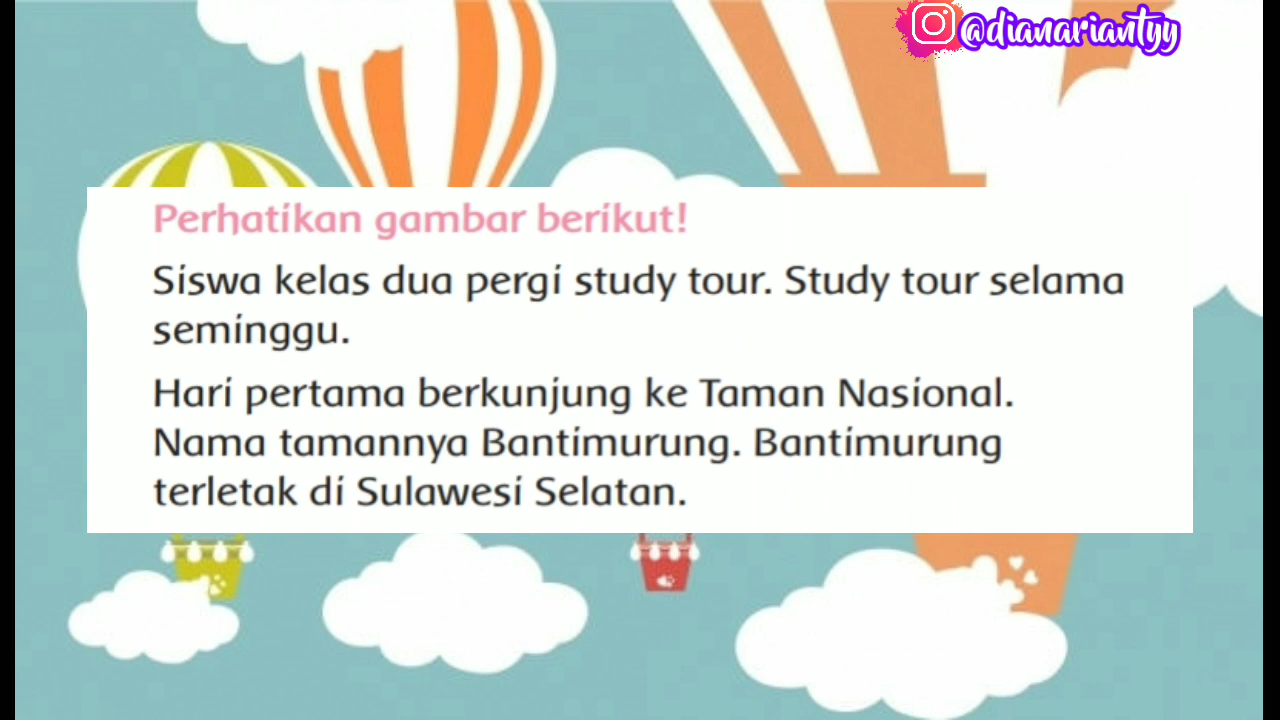 @dianariantyy
Perhatikan gambar berikut!
Siswa kelas dua pergi study tour. Study tour selama
seminggu.
Hari pertama berkunjung ke Taman Nasional.
Nama tamannya Bantimurung. Bantimurung
terletak di Sulawesi Selatan.